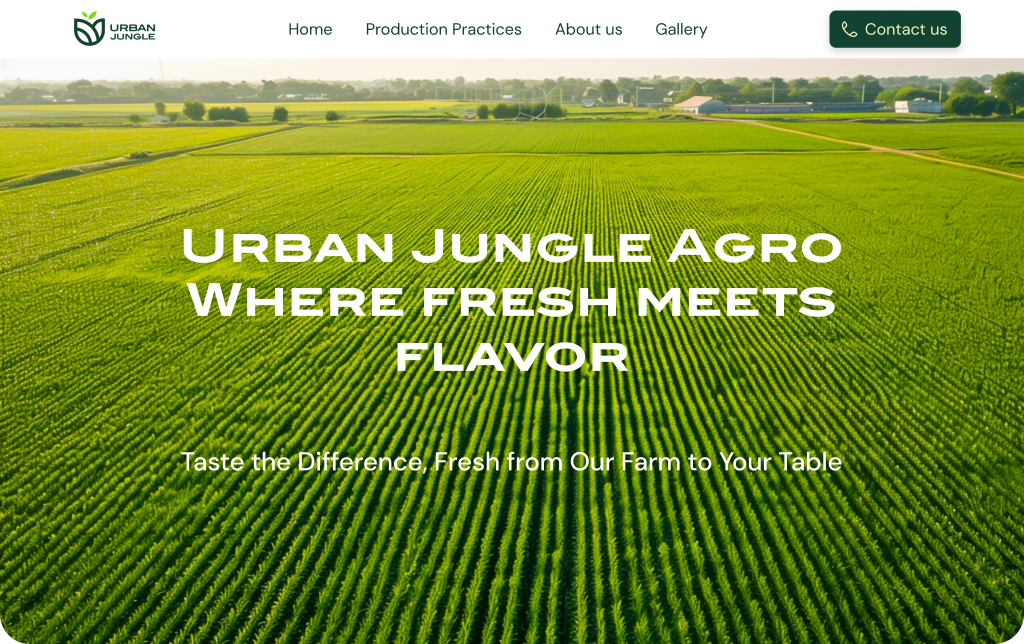 URBAN
JUNGLE
Home
Production Practices
About us
Gallery
Contact us
Urban Jungle Agro
Where fresh meets
flavor
Taste the Difference, Fresh from Our Farm to Your Table